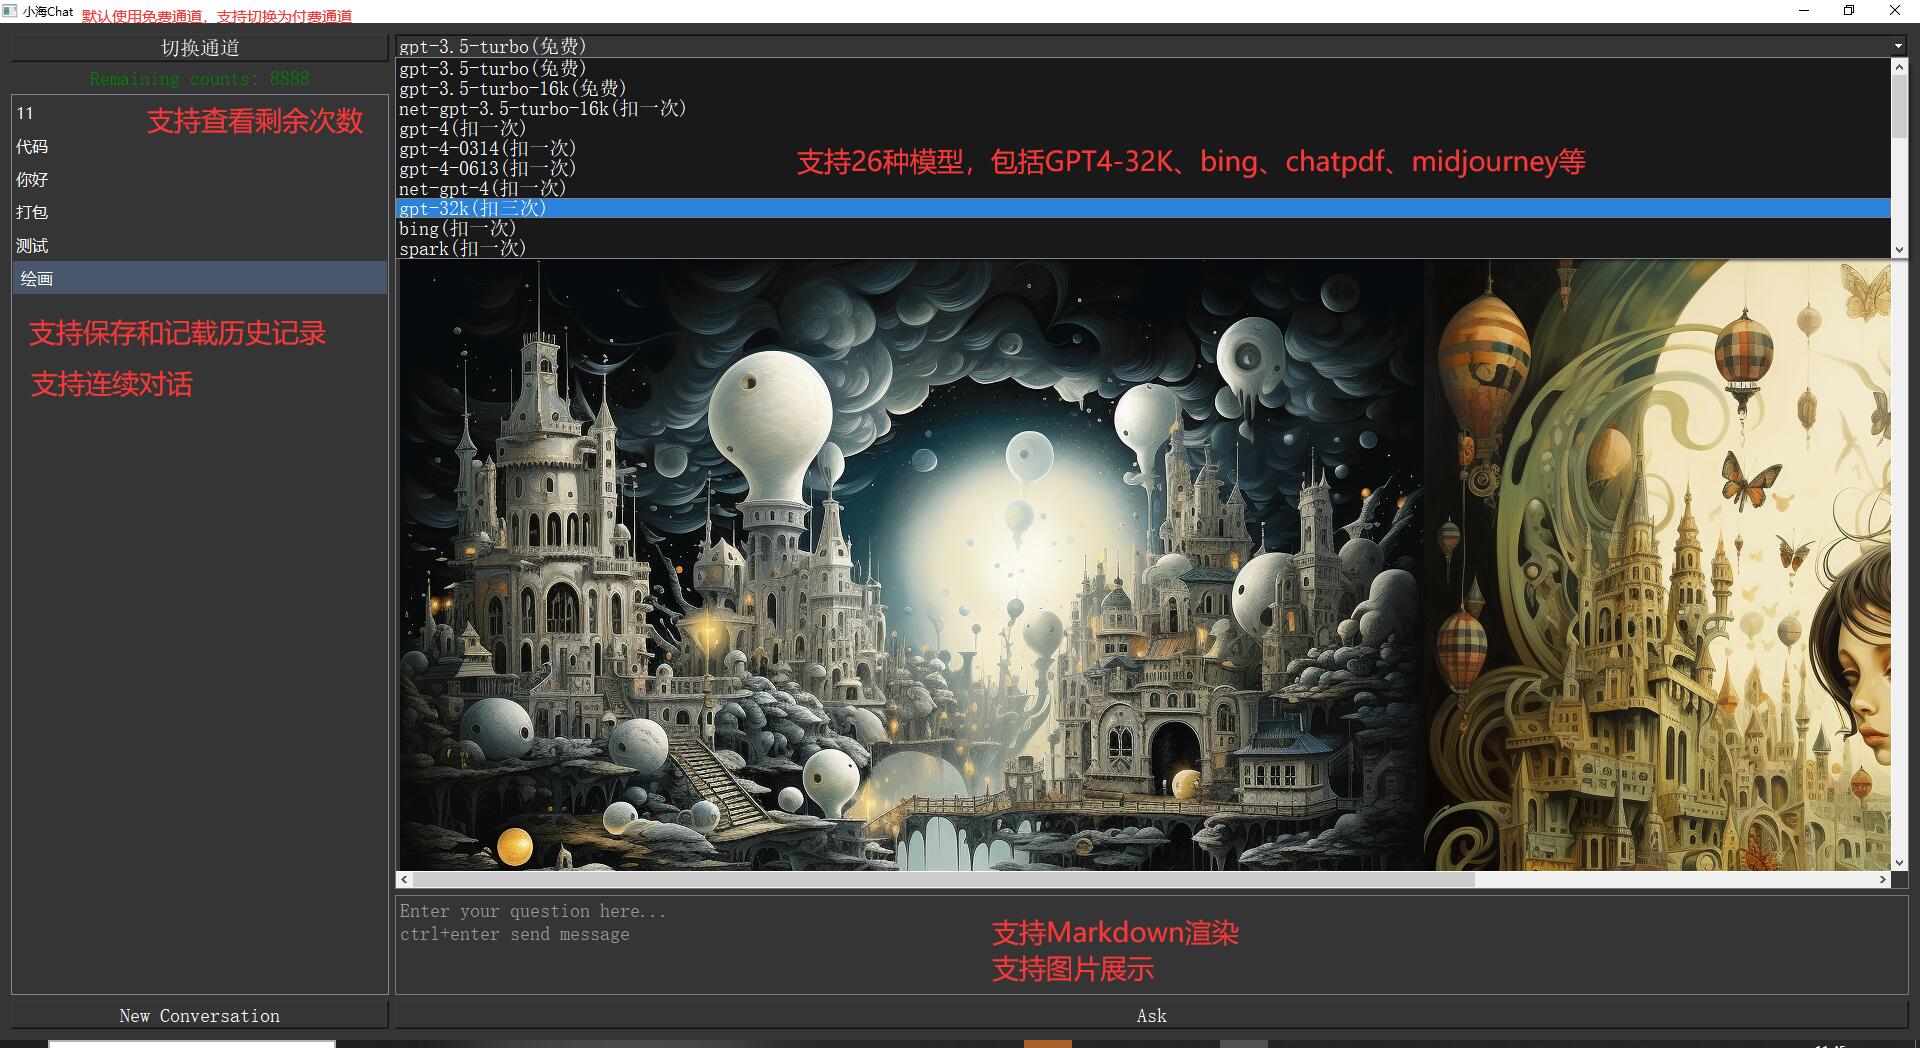 小海Chat
默认使用免费通道，支持切换为付费通道
切换通道
Remaining counts: 8888
支持查看剩余次数
11
代码
你好
打包
测试
绘画
支持保存和记载历史记录
支持连续对话
New Conversation
gpt-3.5-turbo(免费)
gpt-3.5-turbo(免费)
gpt-3.5-turbo-16k(免费)
net-gpt-3.5-turbo-16k(扣一次)
gpt-4(扣一次)
gpt-4-0314(扣一次)
gpt-4-0613(扣一次)
net-gpt-4(扣一次)
gpt-32k(扣三次)
bing(扣一次)
spark(扣一次)
支持26种模型，包括GPT4-32K、bing、chatpdf、midjourney等
Enter your question here...
ctrl+enter send message
支持Markdown渲染
支持图片展示
Ask